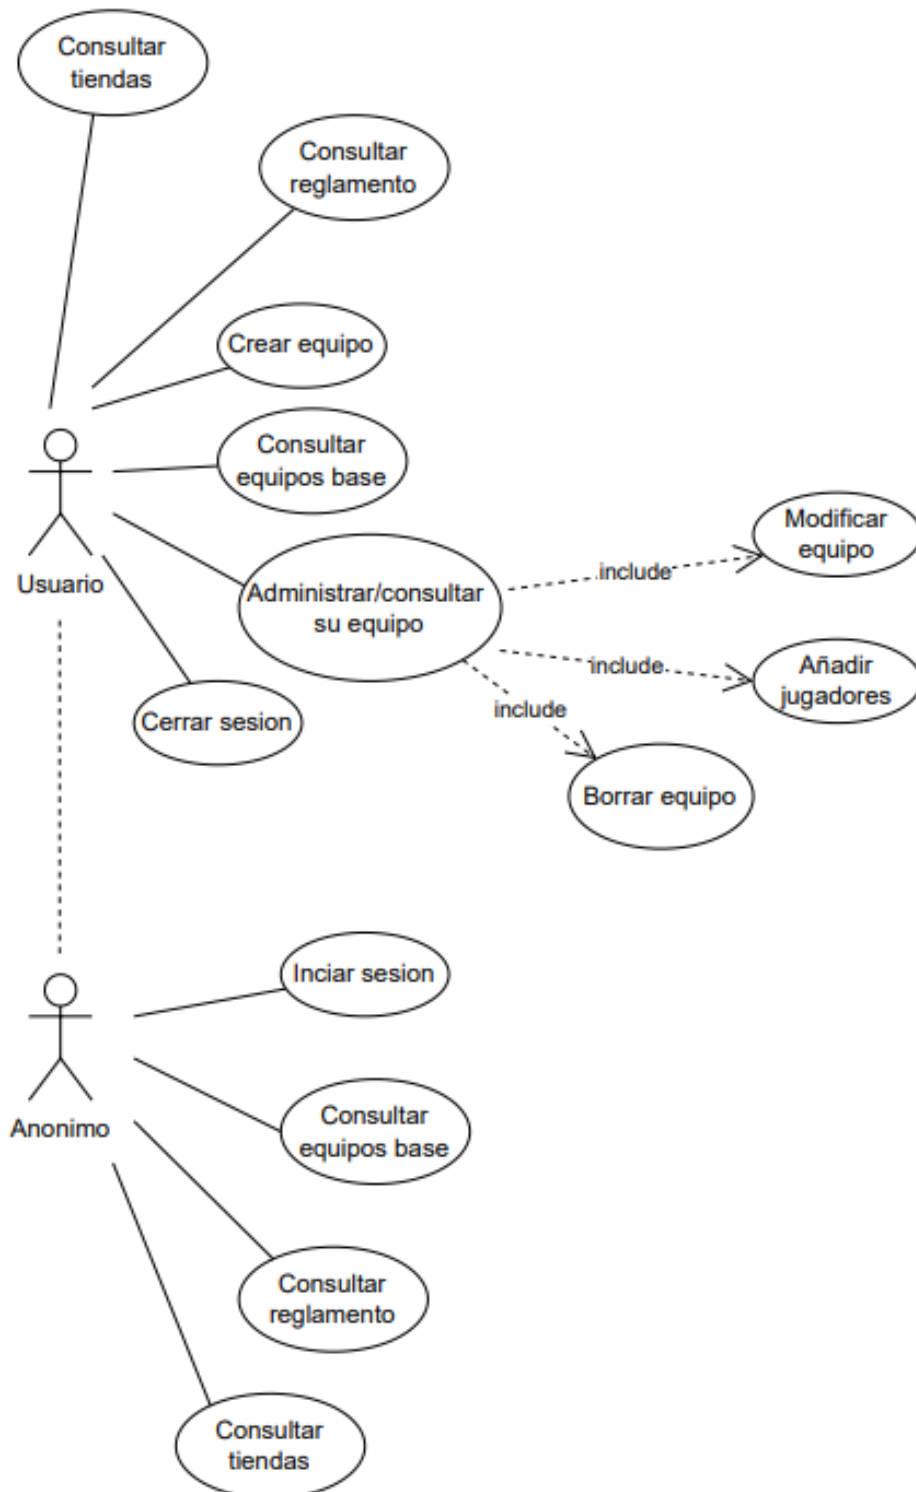 Consultar
tiendas
Consultar
reglamento
Crear equipo
Consultar
equipos base
Usuario
Administrar/consultar
su equipo
include
Modificar
equipo
include
Añadir
jugadores
include
Borrar equipo
Cerrar sesion
Inciar sesion
Anonimo
Consultar
equipos base
Consultar
reglamento
Consultar
tiendas